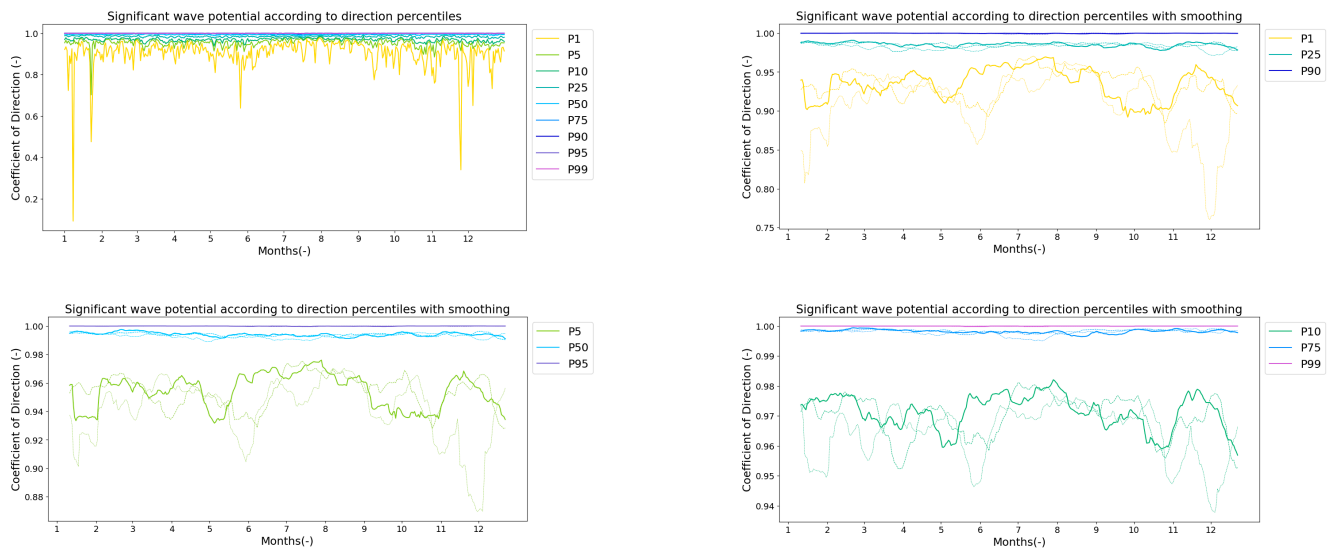 Significant wave potential according to direction percentiles
Coefficient of Direction (-)
1.0
0.8
0.6
0.4
0.2
1 2 3 4 5 6 7 8 9 10 11 12
Months(-)
P1
P5
P10
P25
P50
P75
P90
P95
P99
Significant wave potential according to direction percentiles with smoothing
Coefficient of Direction (-)
1.00
0.95
0.90
0.85
0.80
0.75
1 2 3 4 5 6 7 8 9 10 11 12
Months(-)
P1
P25
P90
Significant wave potential according to direction percentiles with smoothing
Coefficient of Direction (-)
1.00
0.98
0.96
0.94
0.92
0.90
0.88
1 2 3 4 5 6 7 8 9 10 11 12
Months(-)
P5
P50
P95
Significant wave potential according to direction percentiles with smoothing
Coefficient of Direction (-)
1.00
0.99
0.98
0.97
0.96
0.95
0.94
1 2 3 4 5 6 7 8 9 10 11 12
Months(-)
P10
P75
P99